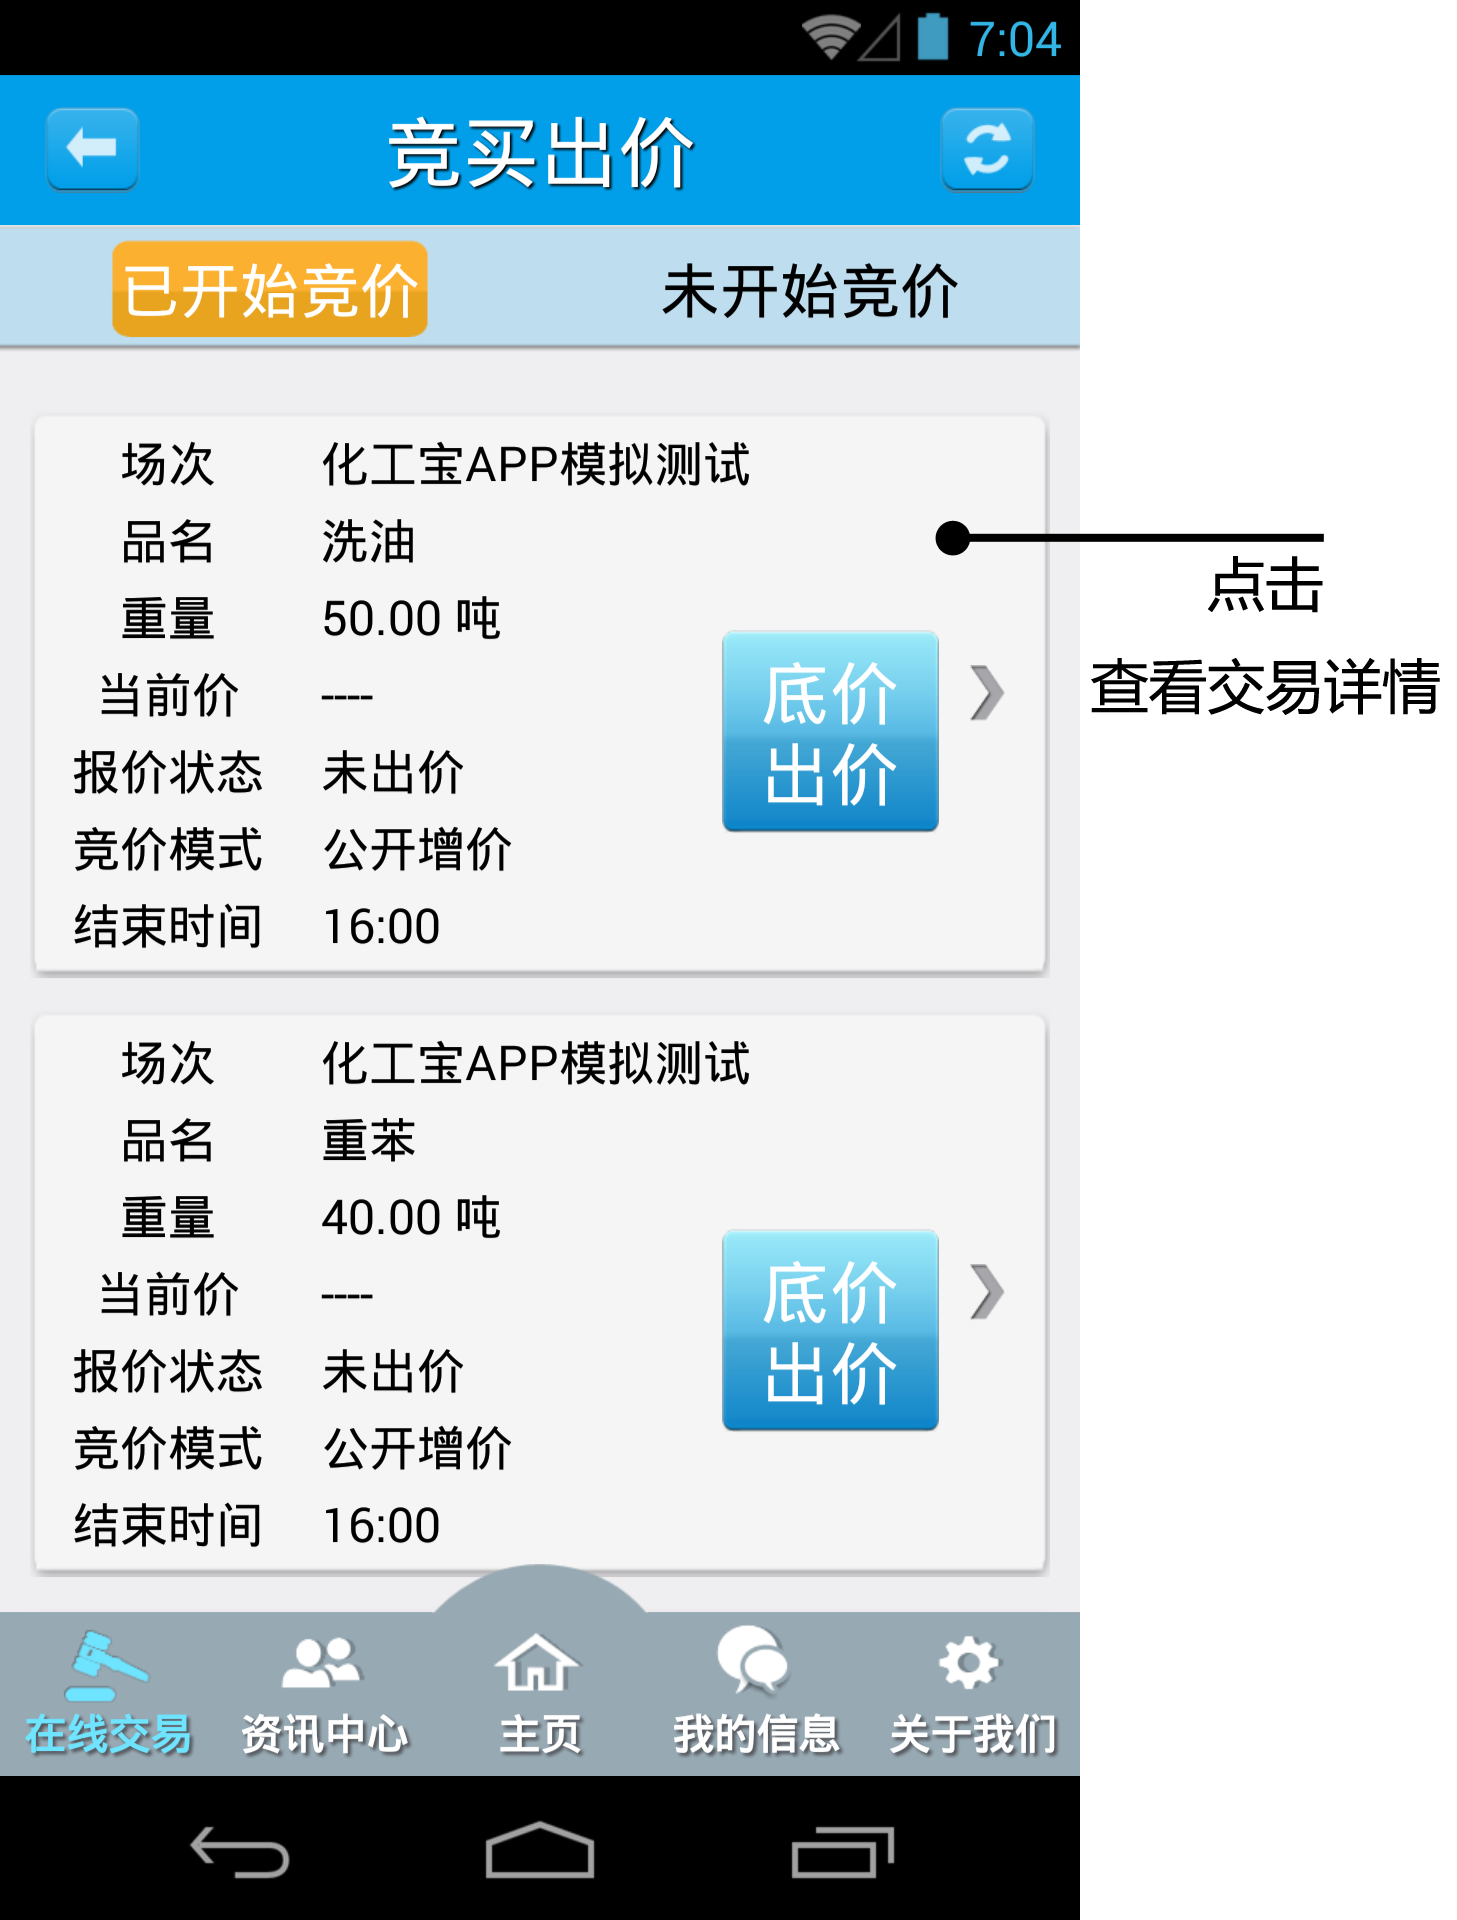 7:04
竞买出价
已开始竞价
未开始竞价
场次 化工宝APP模拟测试
品名 洗油
重量 50.00 吨
当前价 ----
报价状态 未出价
竞价模式 公开增价
结束时间 16:00
底价
出价
点击
查看交易详情
场次 化工宝APP模拟测试
品名 重苯
重量 40.00 吨
当前价 ----
报价状态 未出价
竞价模式 公开增价
结束时间 16:00
底价
出价
在线交易
资讯中心
主页
我的信息
关于我们